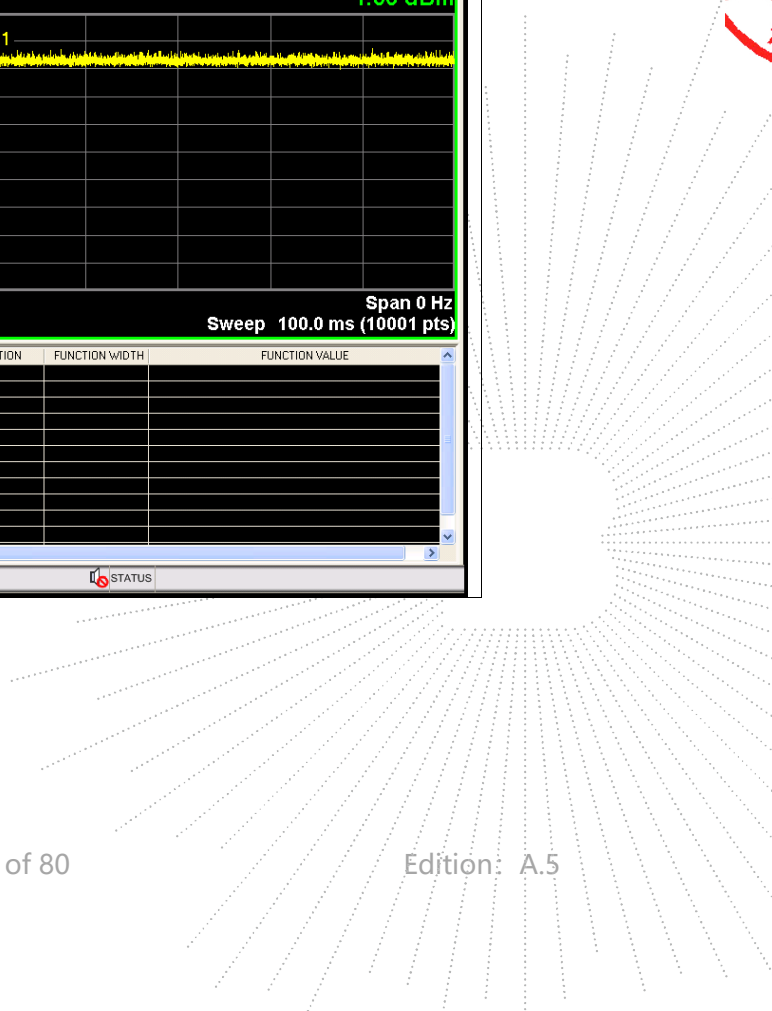 1
Span 0 Hz
Sweep 100.0 ms (10001 pts)
FUNCTION WIDTH FUNCTION VALUE
STATUS
of 80 Edition: A.5